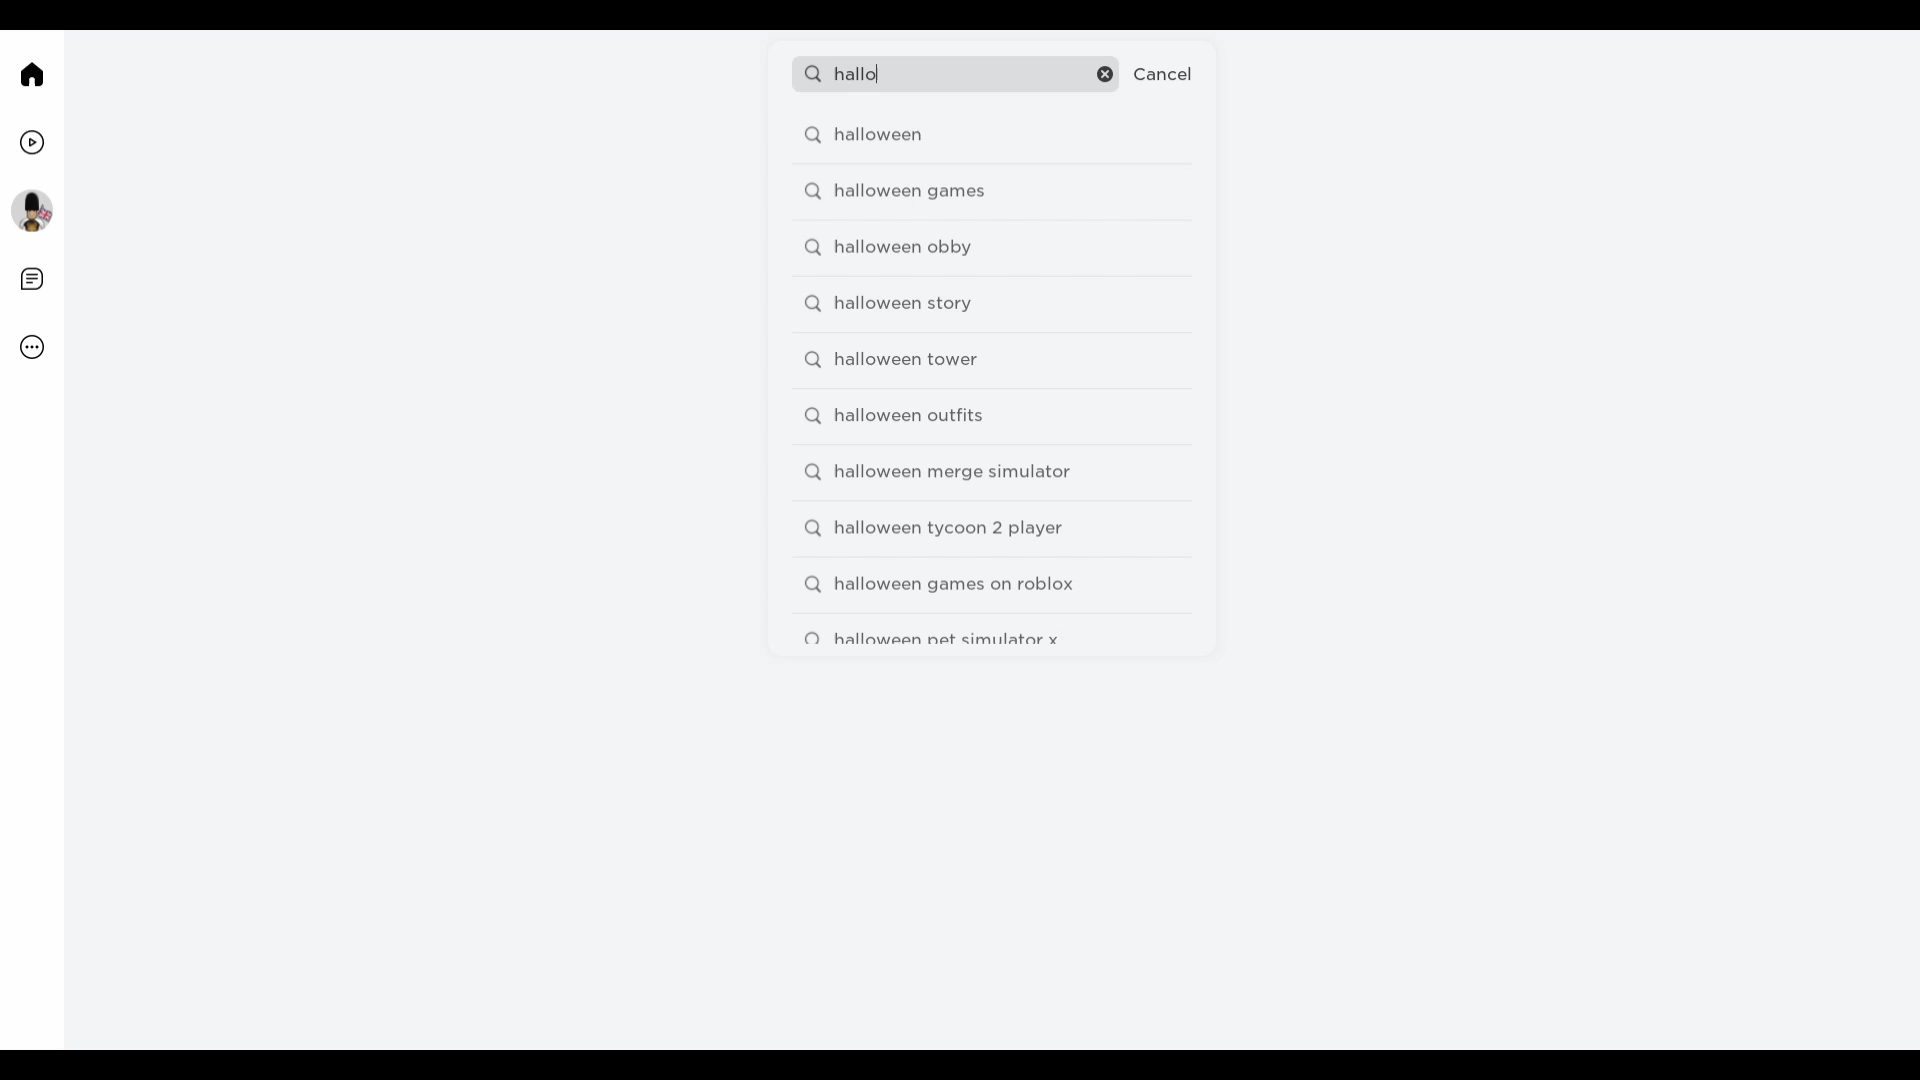 hallo
Cancel
halloween
halloween games
halloween obby
halloween story
halloween tower
halloween outfits
halloween merge simulator
halloween tycoon 2 player
halloween games on roblox
halloween pet simulator x